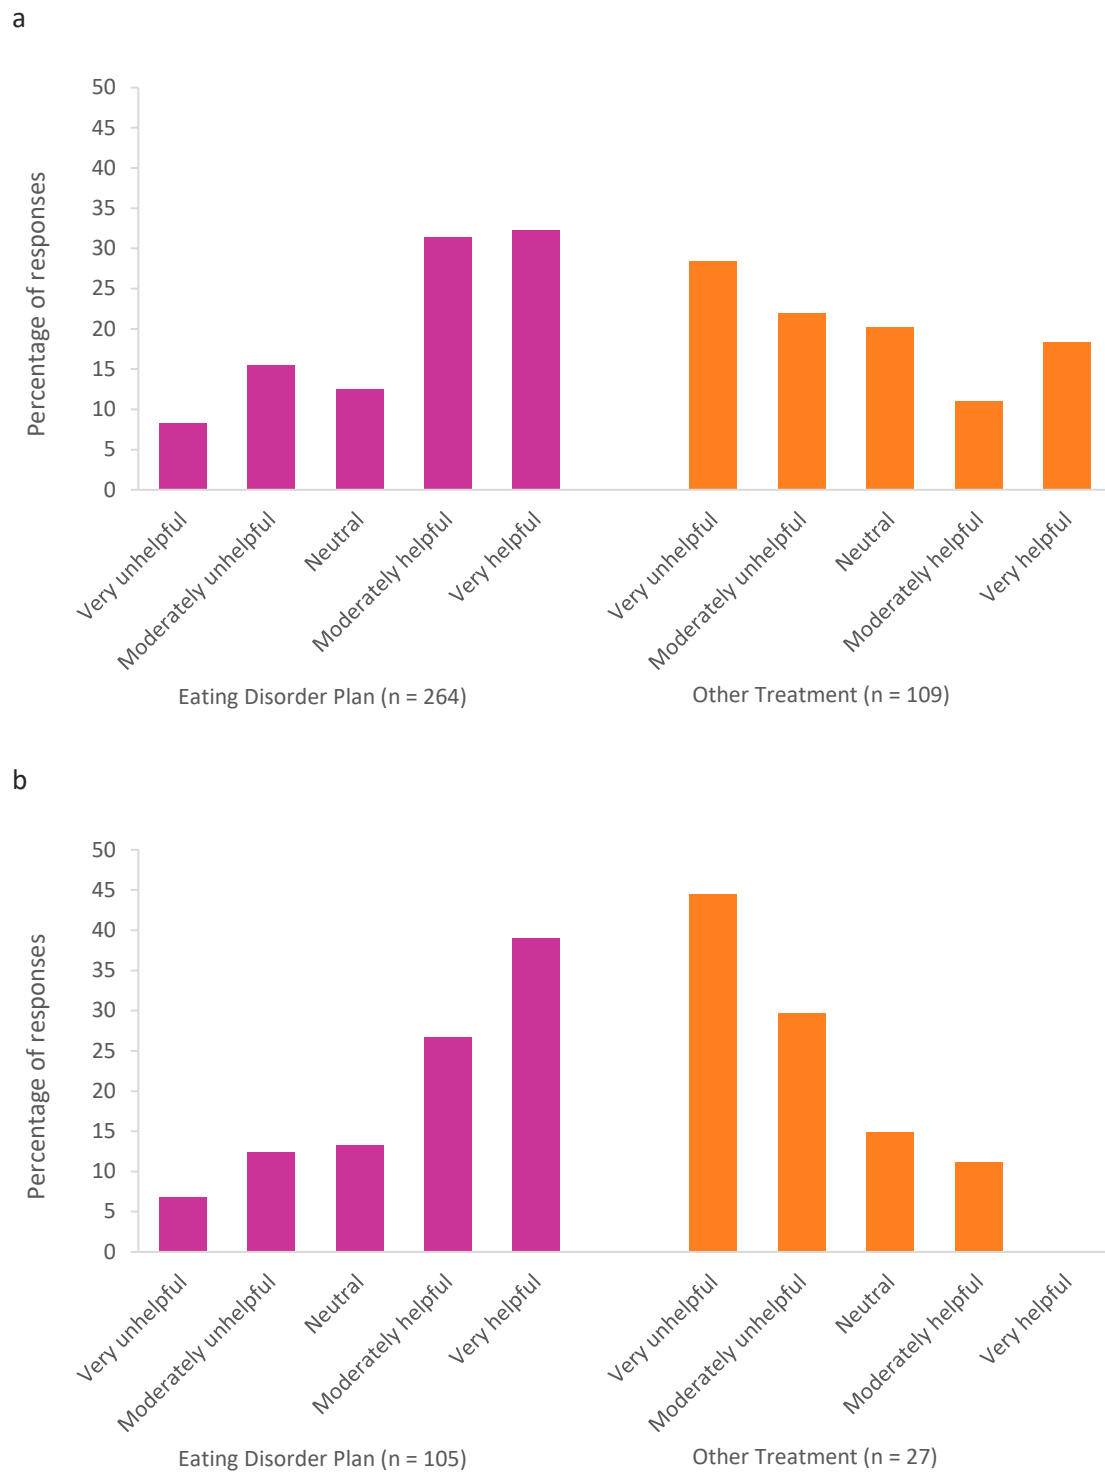 a
50
45
40
35
30
25
20
15
10
5
0
Percentage of responses
Very unhelpful
Moderately unhelpful
Neutral
Moderately helpful
Very helpful
Very unhelpful
Moderately unhelpful
Neutral
Moderately helpful
Very helpful
Eating Disorder Plan (n = 264)
Other Treatment (n = 109)
b
50
45
40
35
30
25
20
15
10
5
0
Percentage of responses
Very unhelpful
Moderately unhelpful
Neutral
Moderately helpful
Very helpful
Very unhelpful
Moderately unhelpful
Neutral
Moderately helpful
Very helpful
Eating Disorder Plan (n = 105)
Other Treatment (n = 27)